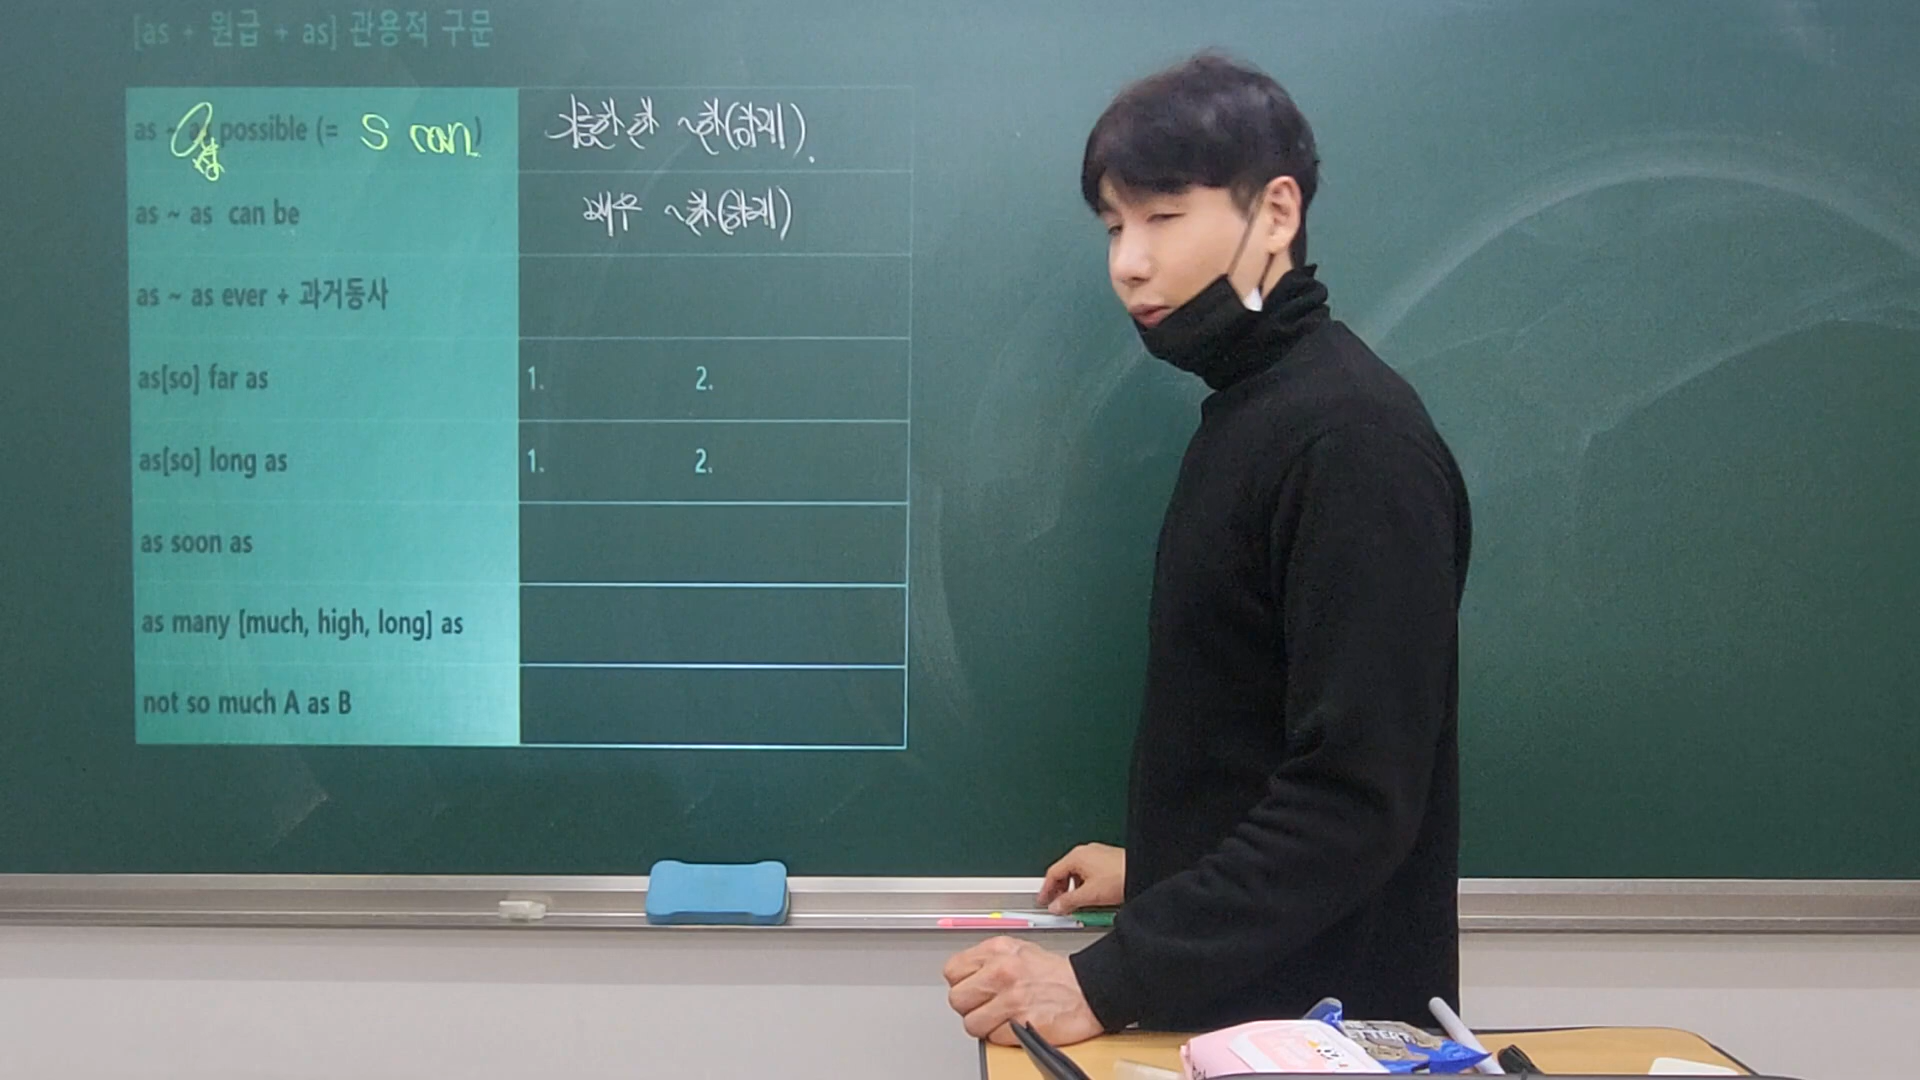 [as + 원급 + as] 관용적 구문
as ~ as possible (= S can) 가능한 한 ~한(하게).
as ~ as can be 매우 ~한(하게)
as ~ as ever + 과거동사
as[so] far as 1. 2.
as[so] long as 1. 2.
as soon as
as many [much, high, long] as
not so much A as B